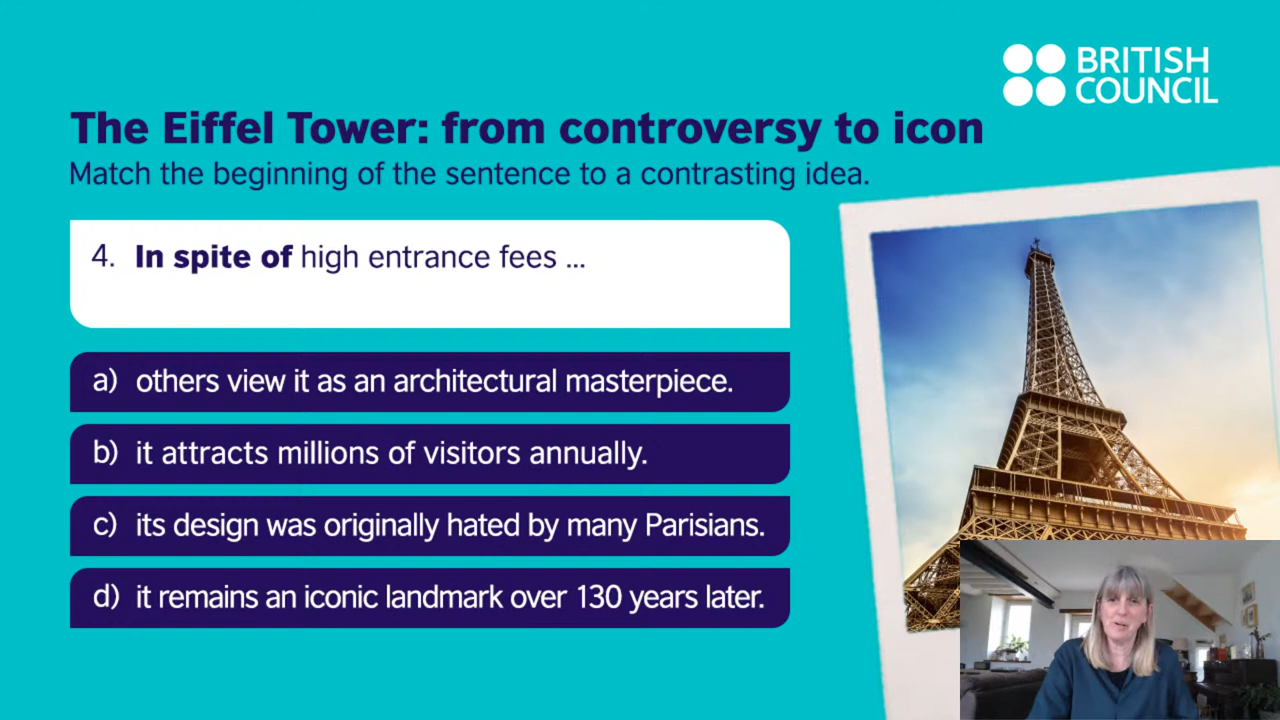 BRITISH
COUNCIL
The Eiffel Tower: from controversy to icon
Match the beginning of the sentence to a contrasting idea.
4. In spite of high entrance fees ...
a) others view it as an architectural masterpiece.
b) it attracts millions of visitors annually.
c) its design was originally hated by many Parisians.
d) it remains an iconic landmark over 130 years later.